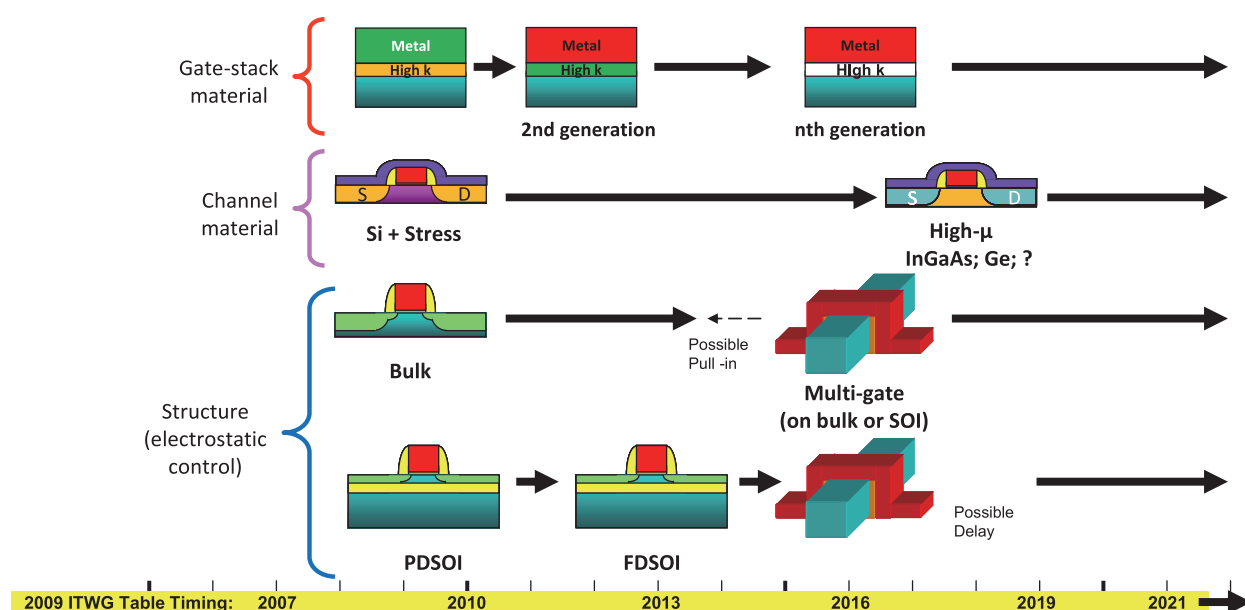 Gate-stack
material
Metal
High k
Metal
High k
2nd generation
Metal
High k
nth generation
Channel
material
S
D
Si + Stress
S
D
High-μ
InGaAs; Ge; ?
Structure
(electrostatic
control)
Bulk
Possible
Pull -in
Multi-gate
(on bulk or SOI)
PDSOI
FDSOI
Possible
Delay
2009 ITWG Table Timing: 2007 2010 2013 2016 2019 2021